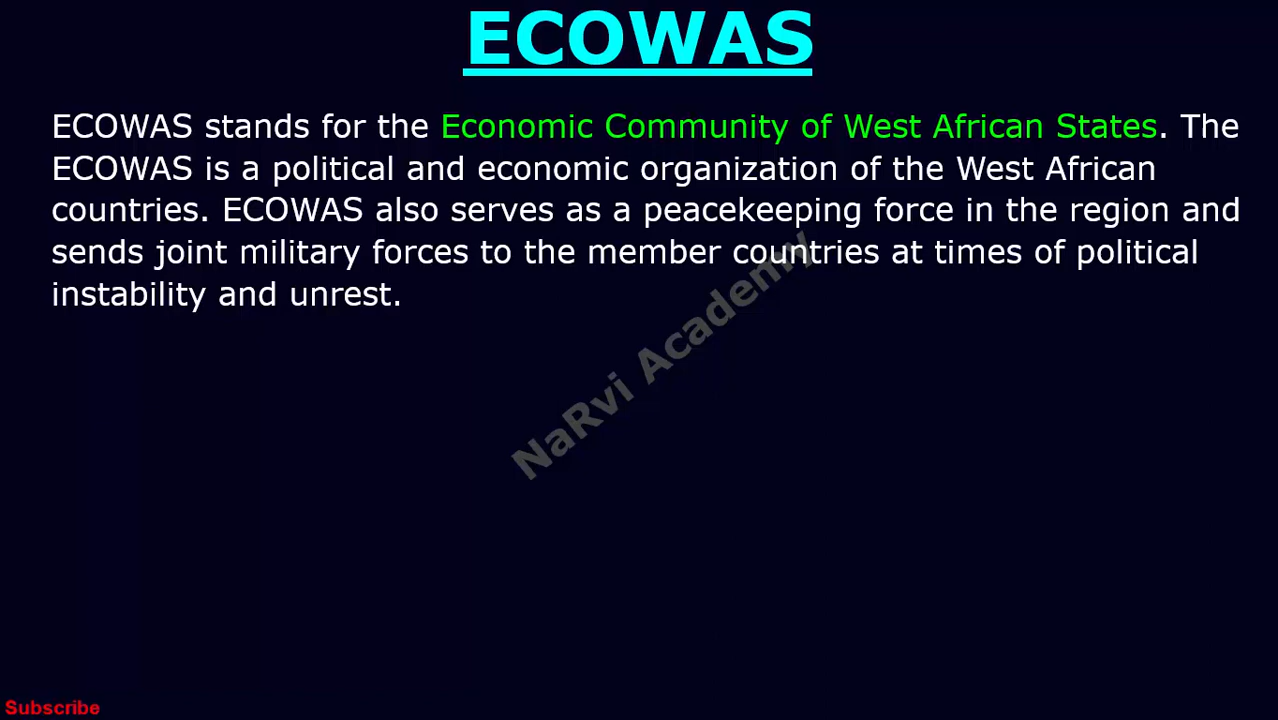 ECOWAS
ECOWAS stands for the Economic Community of West African States. The
ECOWAS is a political and economic organization of the West African
countries. ECOWAS also serves as a peacekeeping force in the region and
sends joint military forces to the member countries at times of political
instability and unrest.
NaRvi Academy
Subscribe